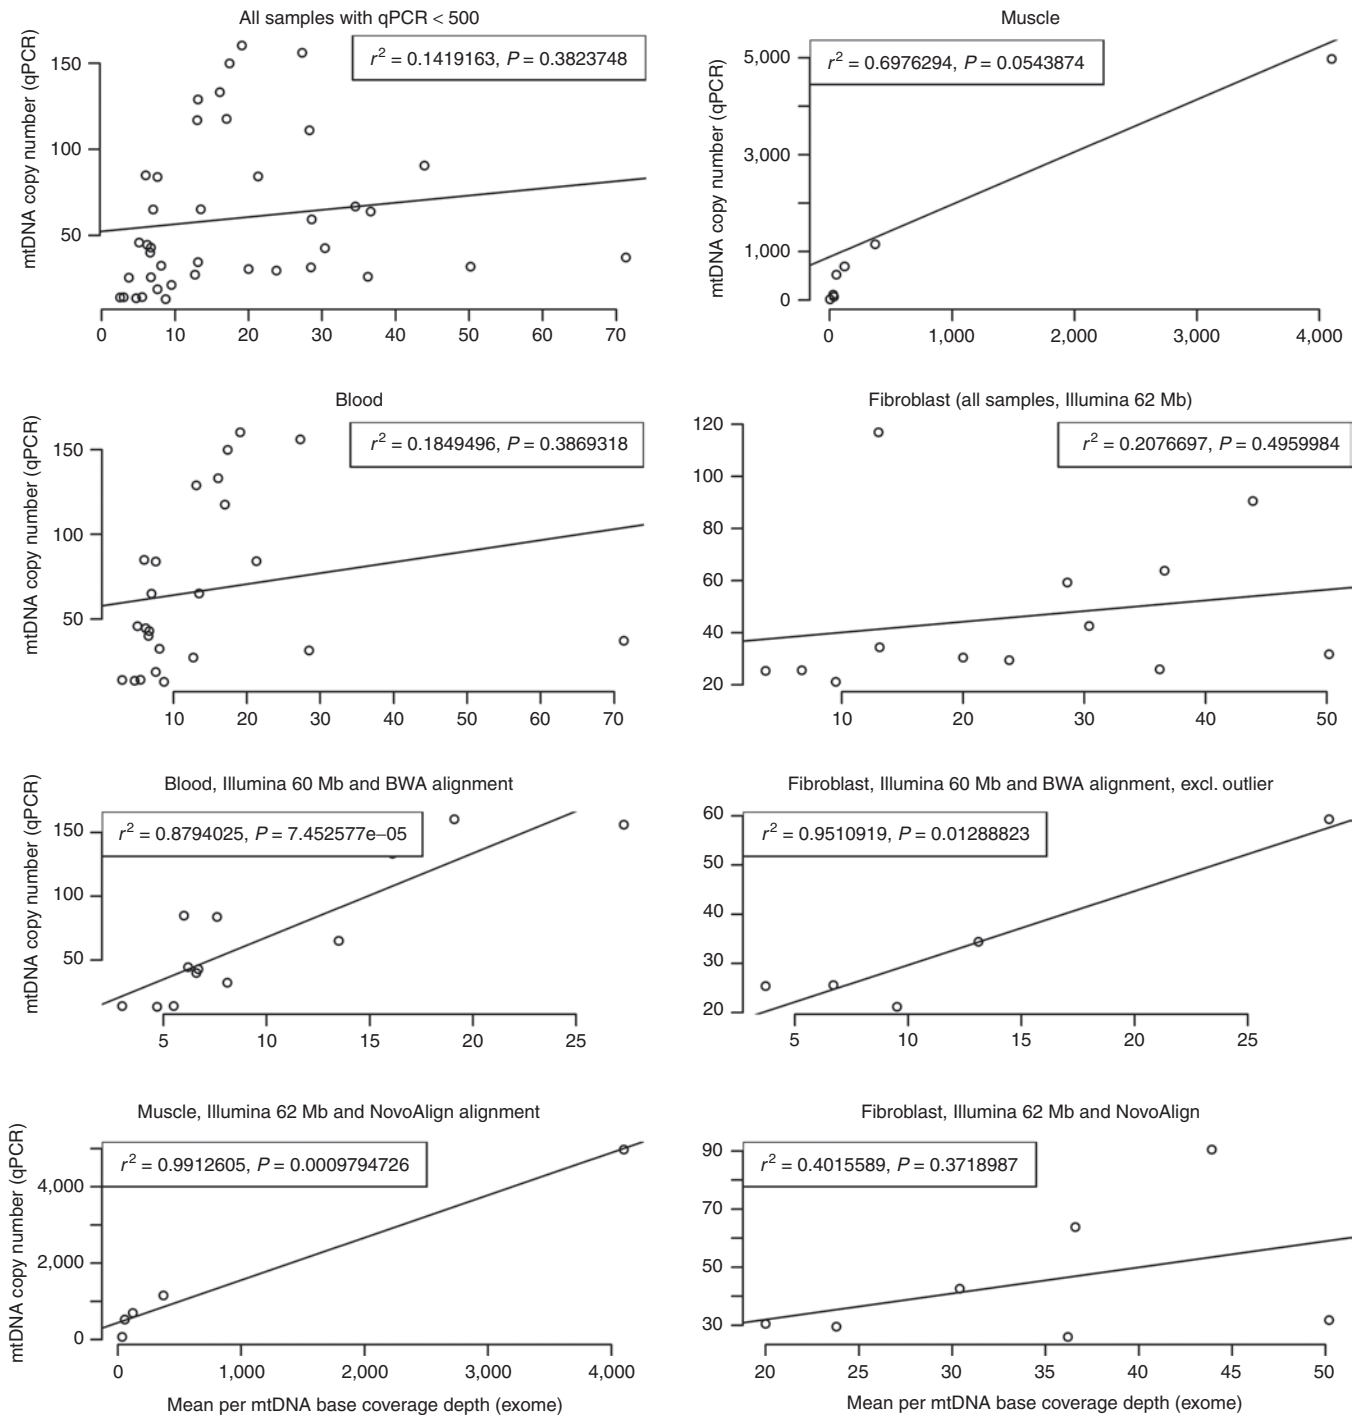 All samples with qPCR < 500
mtDNA copy number (qPCR)
150
100
50
r² = 0.1419163, P = 0.3823748
0 10 20 30 40 50 60 70
Muscle
mtDNA copy number (qPCR)
5,000
3,000
1,000
0
r² = 0.6976294, P = 0.0543874
0 1,000 2,000 3,000 4,000
Blood
mtDNA copy number (qPCR)
150
100
50
r² = 0.1849496, P = 0.3869318
10 20 30 40 50 60 70
Fibroblast (all samples, Illumina 62 Mb)
120
100
80
60
40
20
r² = 0.2076697, P = 0.4959984
10 20 30 40 50
Blood, Illumina 60 Mb and BWA alignment
mtDNA copy number (qPCR)
150
100
50
r² = 0.8794025, P = 7.452577e–05
5 10 15 20 25
Fibroblast, Illumina 60 Mb and BWA alignment, excl. outlier
60
50
40
30
20
r² = 0.9510919, P = 0.01288823
5 10 15 20 25
Muscle, Illumina 62 Mb and NovoAlign alignment
mtDNA copy number (qPCR)
4,000
2,000
0
r² = 0.9912605, P = 0.0009794726
0 1,000 2,000 3,000 4,000
Mean per mtDNA base coverage depth (exome)
Fibroblast, Illumina 62 Mb and NovoAlign
90
70
50
30
r² = 0.4015589, P = 0.3718987
20 25 30 35 40 45 50
Mean per mtDNA base coverage depth (exome)